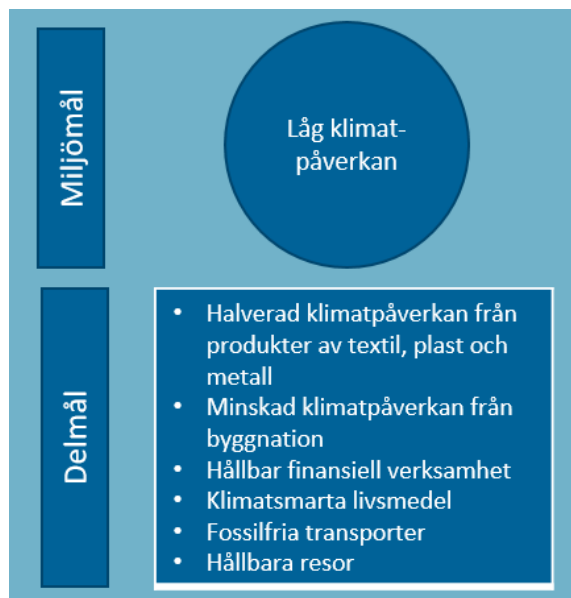 Miljömål
Låg klimat-
påverkan
Delmål
• Halverad klimatpåverkan från
produkter av textil, plast och
metall
• Minskad klimatpåverkan från
byggnation
• Hållbar finansiell verksamhet
• Klimatsmarta livsmedel
• Fossilfria transporter
• Hållbara resor